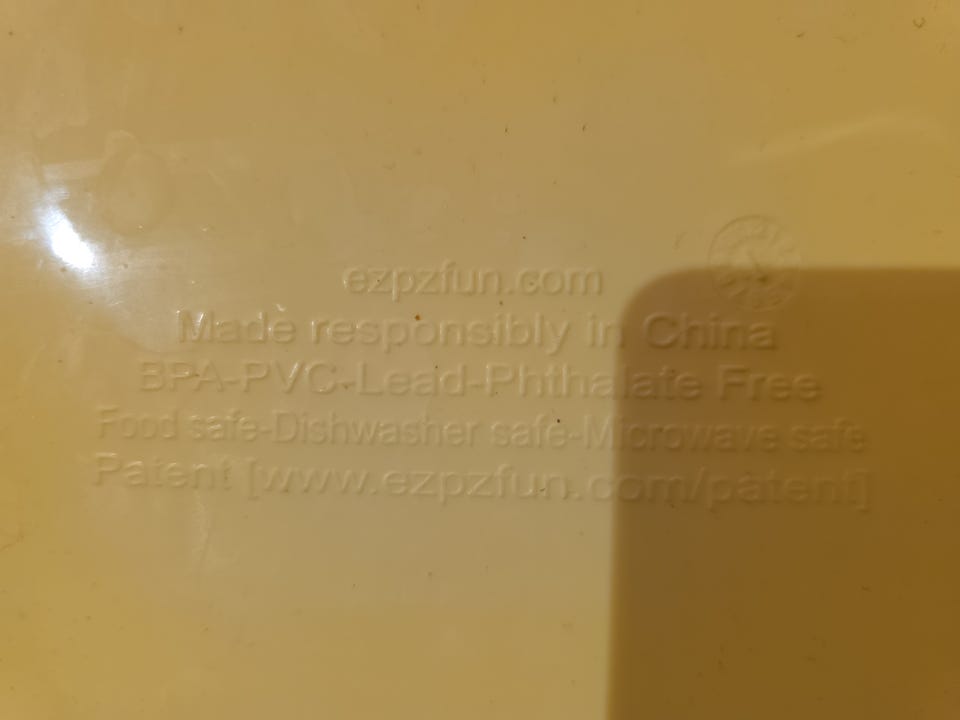 ezpzfun.com
Made responsibly in China
BPA-PVC-Lead-Phthalate Free
Food safe-Dishwasher safe-Microwave safe
Patent [www.ezpzfun.com/patent]